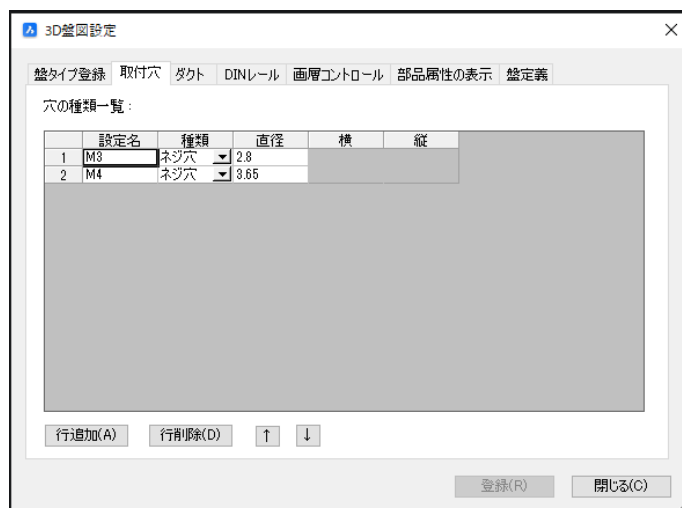 3D盤図設定
盤タイプ登録 取付穴 ダクト DINレール 画層コントロール 部品属性の表示 盤定義
穴の種類一覧：
設定名 種類 直径 横 縦
1 M3 ネジ穴 2.8
2 M4 ネジ穴 3.65
行追加(A) 行削除(D) ↑ ↓
登録(R) 閉じる(C)